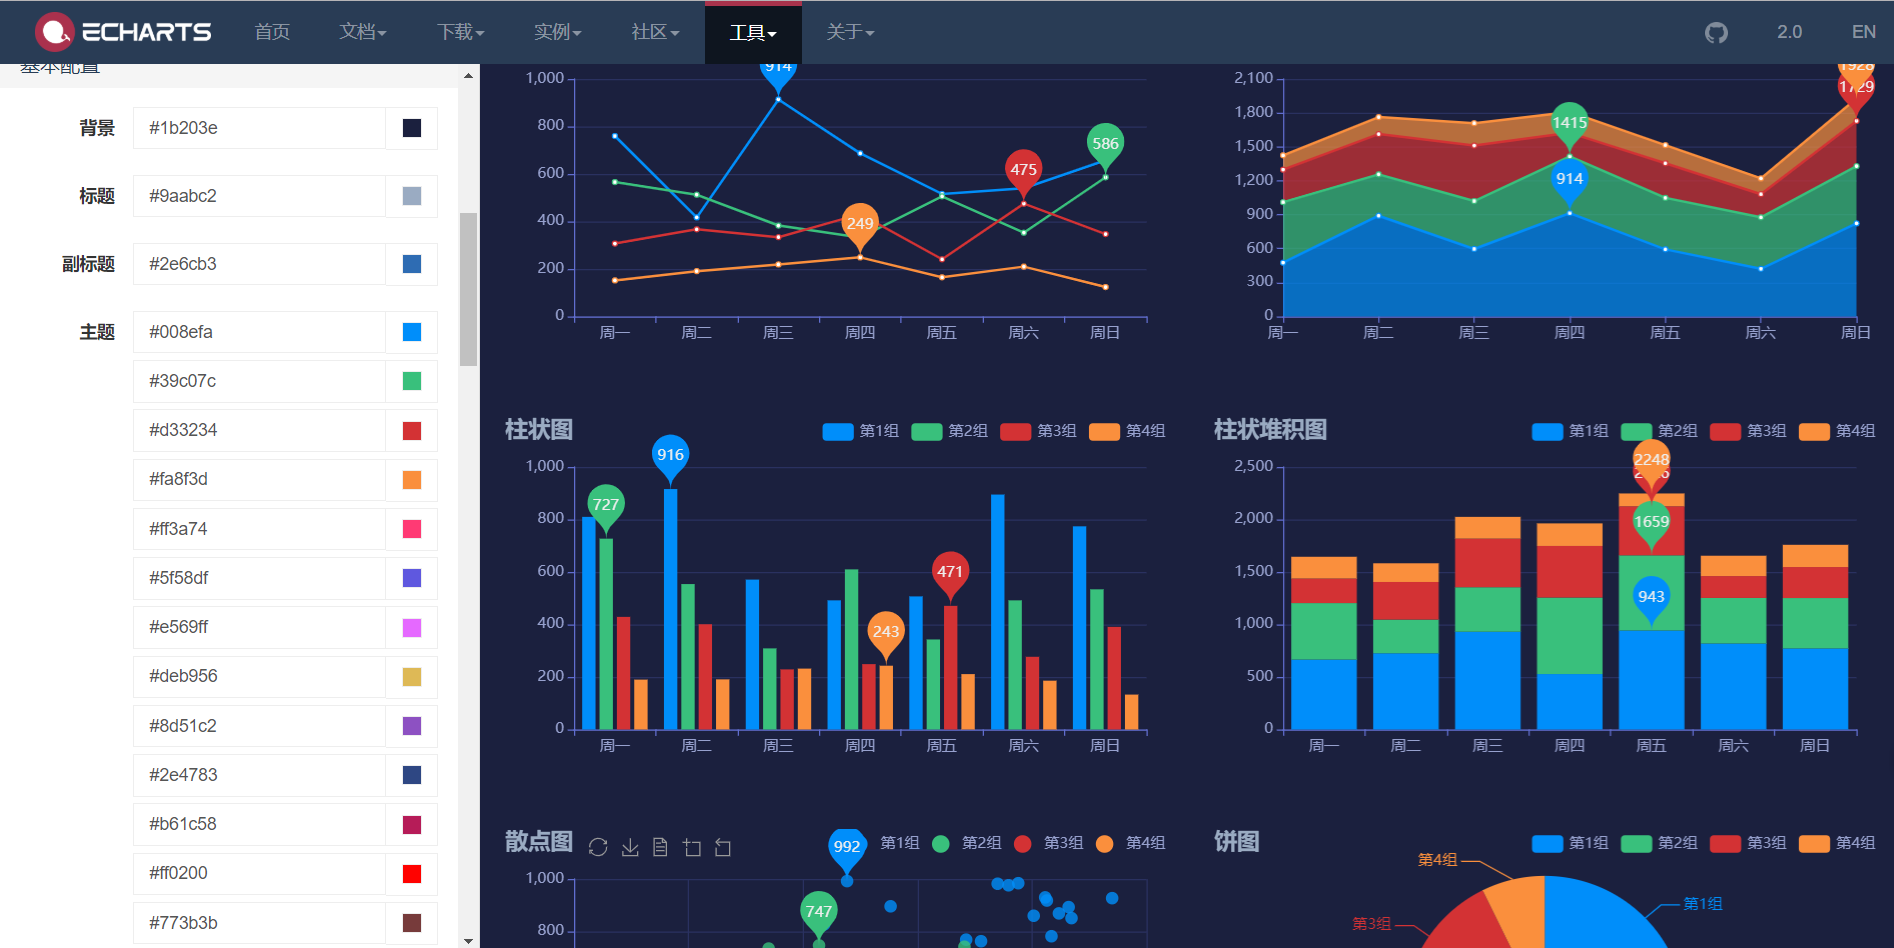 ECHARTS 首页 文档 下载 实例 社区 工具 关于 2.0 EN
基本配置
背景 #1b203e
标题 #9aabc2
副标题 #2e6cb3
主题 #008efa
#39c07c
#d33234
#fa8f3d
#ff3a74
#5f58df
#e569ff
#deb956
#8d51c2
#2e4783
#b61c58
#ff0200
#773b3b
914
1,000
800
586
600
475
400
249
200
0
周一 周二 周三 周四 周五 周六 周日
1928
2,100
1729
1,800
1415
1,500
1,200
914
900
600
300
0
周一 周二 周三 周四 周五 周六 周日
柱状图 第1组 第2组 第3组 第4组
916
1,000
727
800
600
471
400
243
200
0
周一 周二 周三 周四 周五 周六 周日
柱状堆积图 第1组 第2组 第3组 第4组
2248
2,500
2,000
1659
1,500
943
1,000
500
0
周一 周二 周三 周四 周五 周六 周日
散点图 992 第1组 第2组 第3组 第4组
1,000
747
800
饼图 第1组 第2组 第3组 第4组
第4组
第1组
第3组